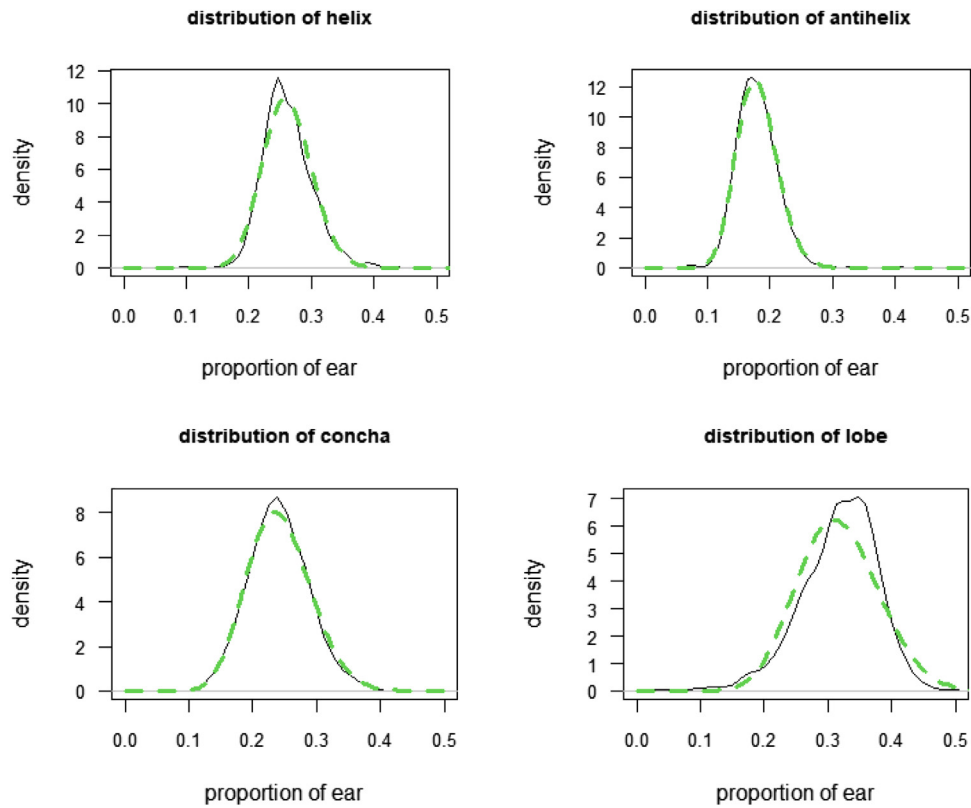 distribution of helix
density
12
10
8
6
4
2
0
0.0 0.1 0.2 0.3 0.4 0.5
proportion of ear
distribution of antihelix
density
12
10
8
6
4
2
0
0.0 0.1 0.2 0.3 0.4 0.5
proportion of ear
distribution of concha
density
8
6
4
2
0
0.0 0.1 0.2 0.3 0.4 0.5
proportion of ear
distribution of lobe
density
7
6
5
4
3
2
1
0
0.0 0.1 0.2 0.3 0.4 0.5
proportion of ear